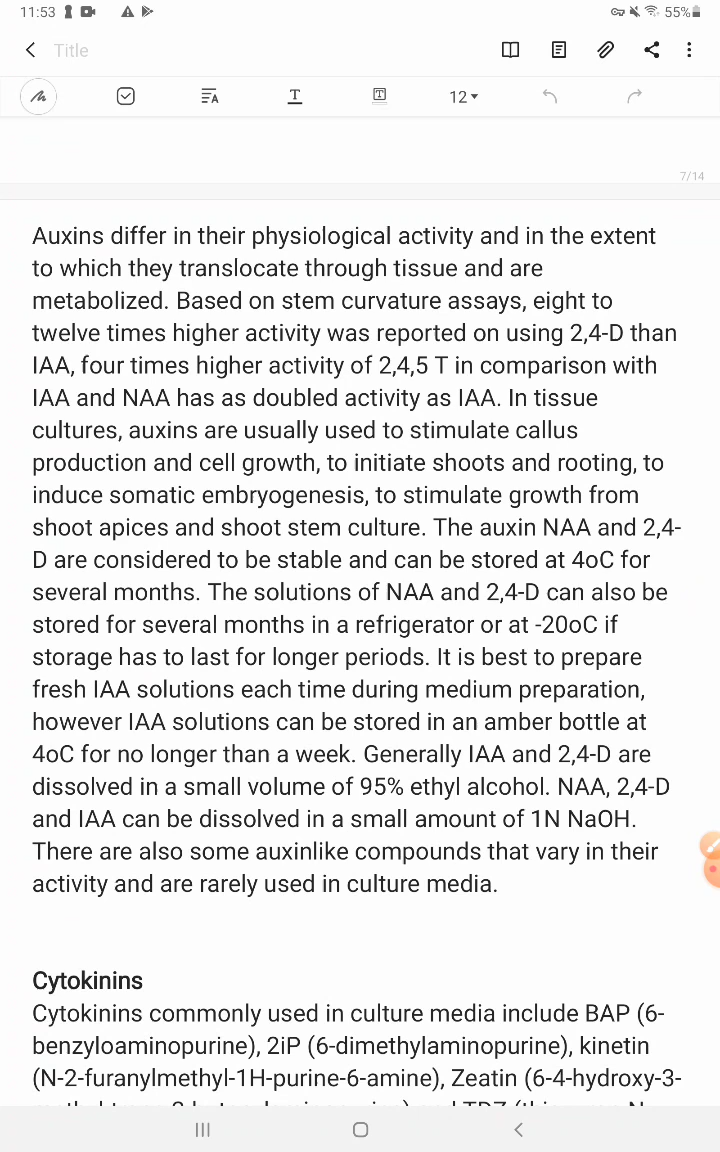 11:53
55%
Title
12
7/14
Auxins differ in their physiological activity and in the extent
to which they translocate through tissue and are
metabolized. Based on stem curvature assays, eight to
twelve times higher activity was reported on using 2,4-D than
IAA, four times higher activity of 2,4,5 T in comparison with
IAA and NAA has as doubled activity as IAA. In tissue
cultures, auxins are usually used to stimulate callus
production and cell growth, to initiate shoots and rooting, to
induce somatic embryogenesis, to stimulate growth from
shoot apices and shoot stem culture. The auxin NAA and 2,4-
D are considered to be stable and can be stored at 4oC for
several months. The solutions of NAA and 2,4-D can also be
stored for several months in a refrigerator or at -20oC if
storage has to last for longer periods. It is best to prepare
fresh IAA solutions each time during medium preparation,
however IAA solutions can be stored in an amber bottle at
4oC for no longer than a week. Generally IAA and 2,4-D are
dissolved in a small volume of 95% ethyl alcohol. NAA, 2,4-D
and IAA can be dissolved in a small amount of 1N NaOH.
There are also some auxinlike compounds that vary in their
activity and are rarely used in culture media.
Cytokinins
Cytokinins commonly used in culture media include BAP (6-
benzyloaminopurine), 2iP (6-dimethylaminopurine), kinetin
(N-2-furanylmethyl-1H-purine-6-amine), Zeatin (6-4-hydroxy-3-